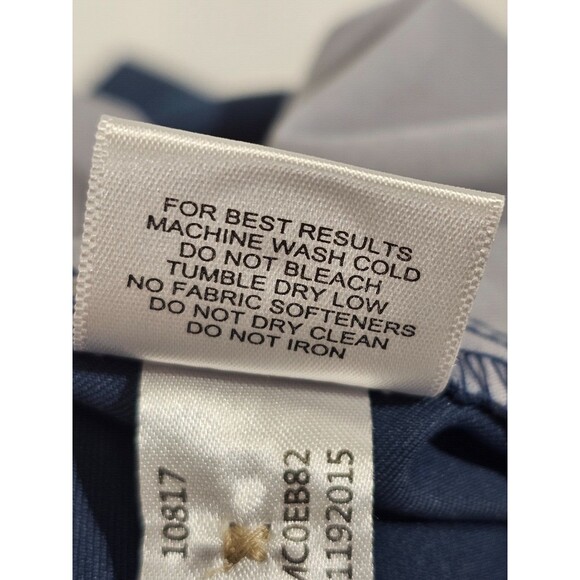 FOR BEST RESULTS
MACHINE WASH COLD
DO NOT BLEACH
TUMBLE DRY LOW
NO FABRIC SOFTENERS
DO NOT DRY CLEAN
DO NOT IRON
10817
MC0EB82
1192015